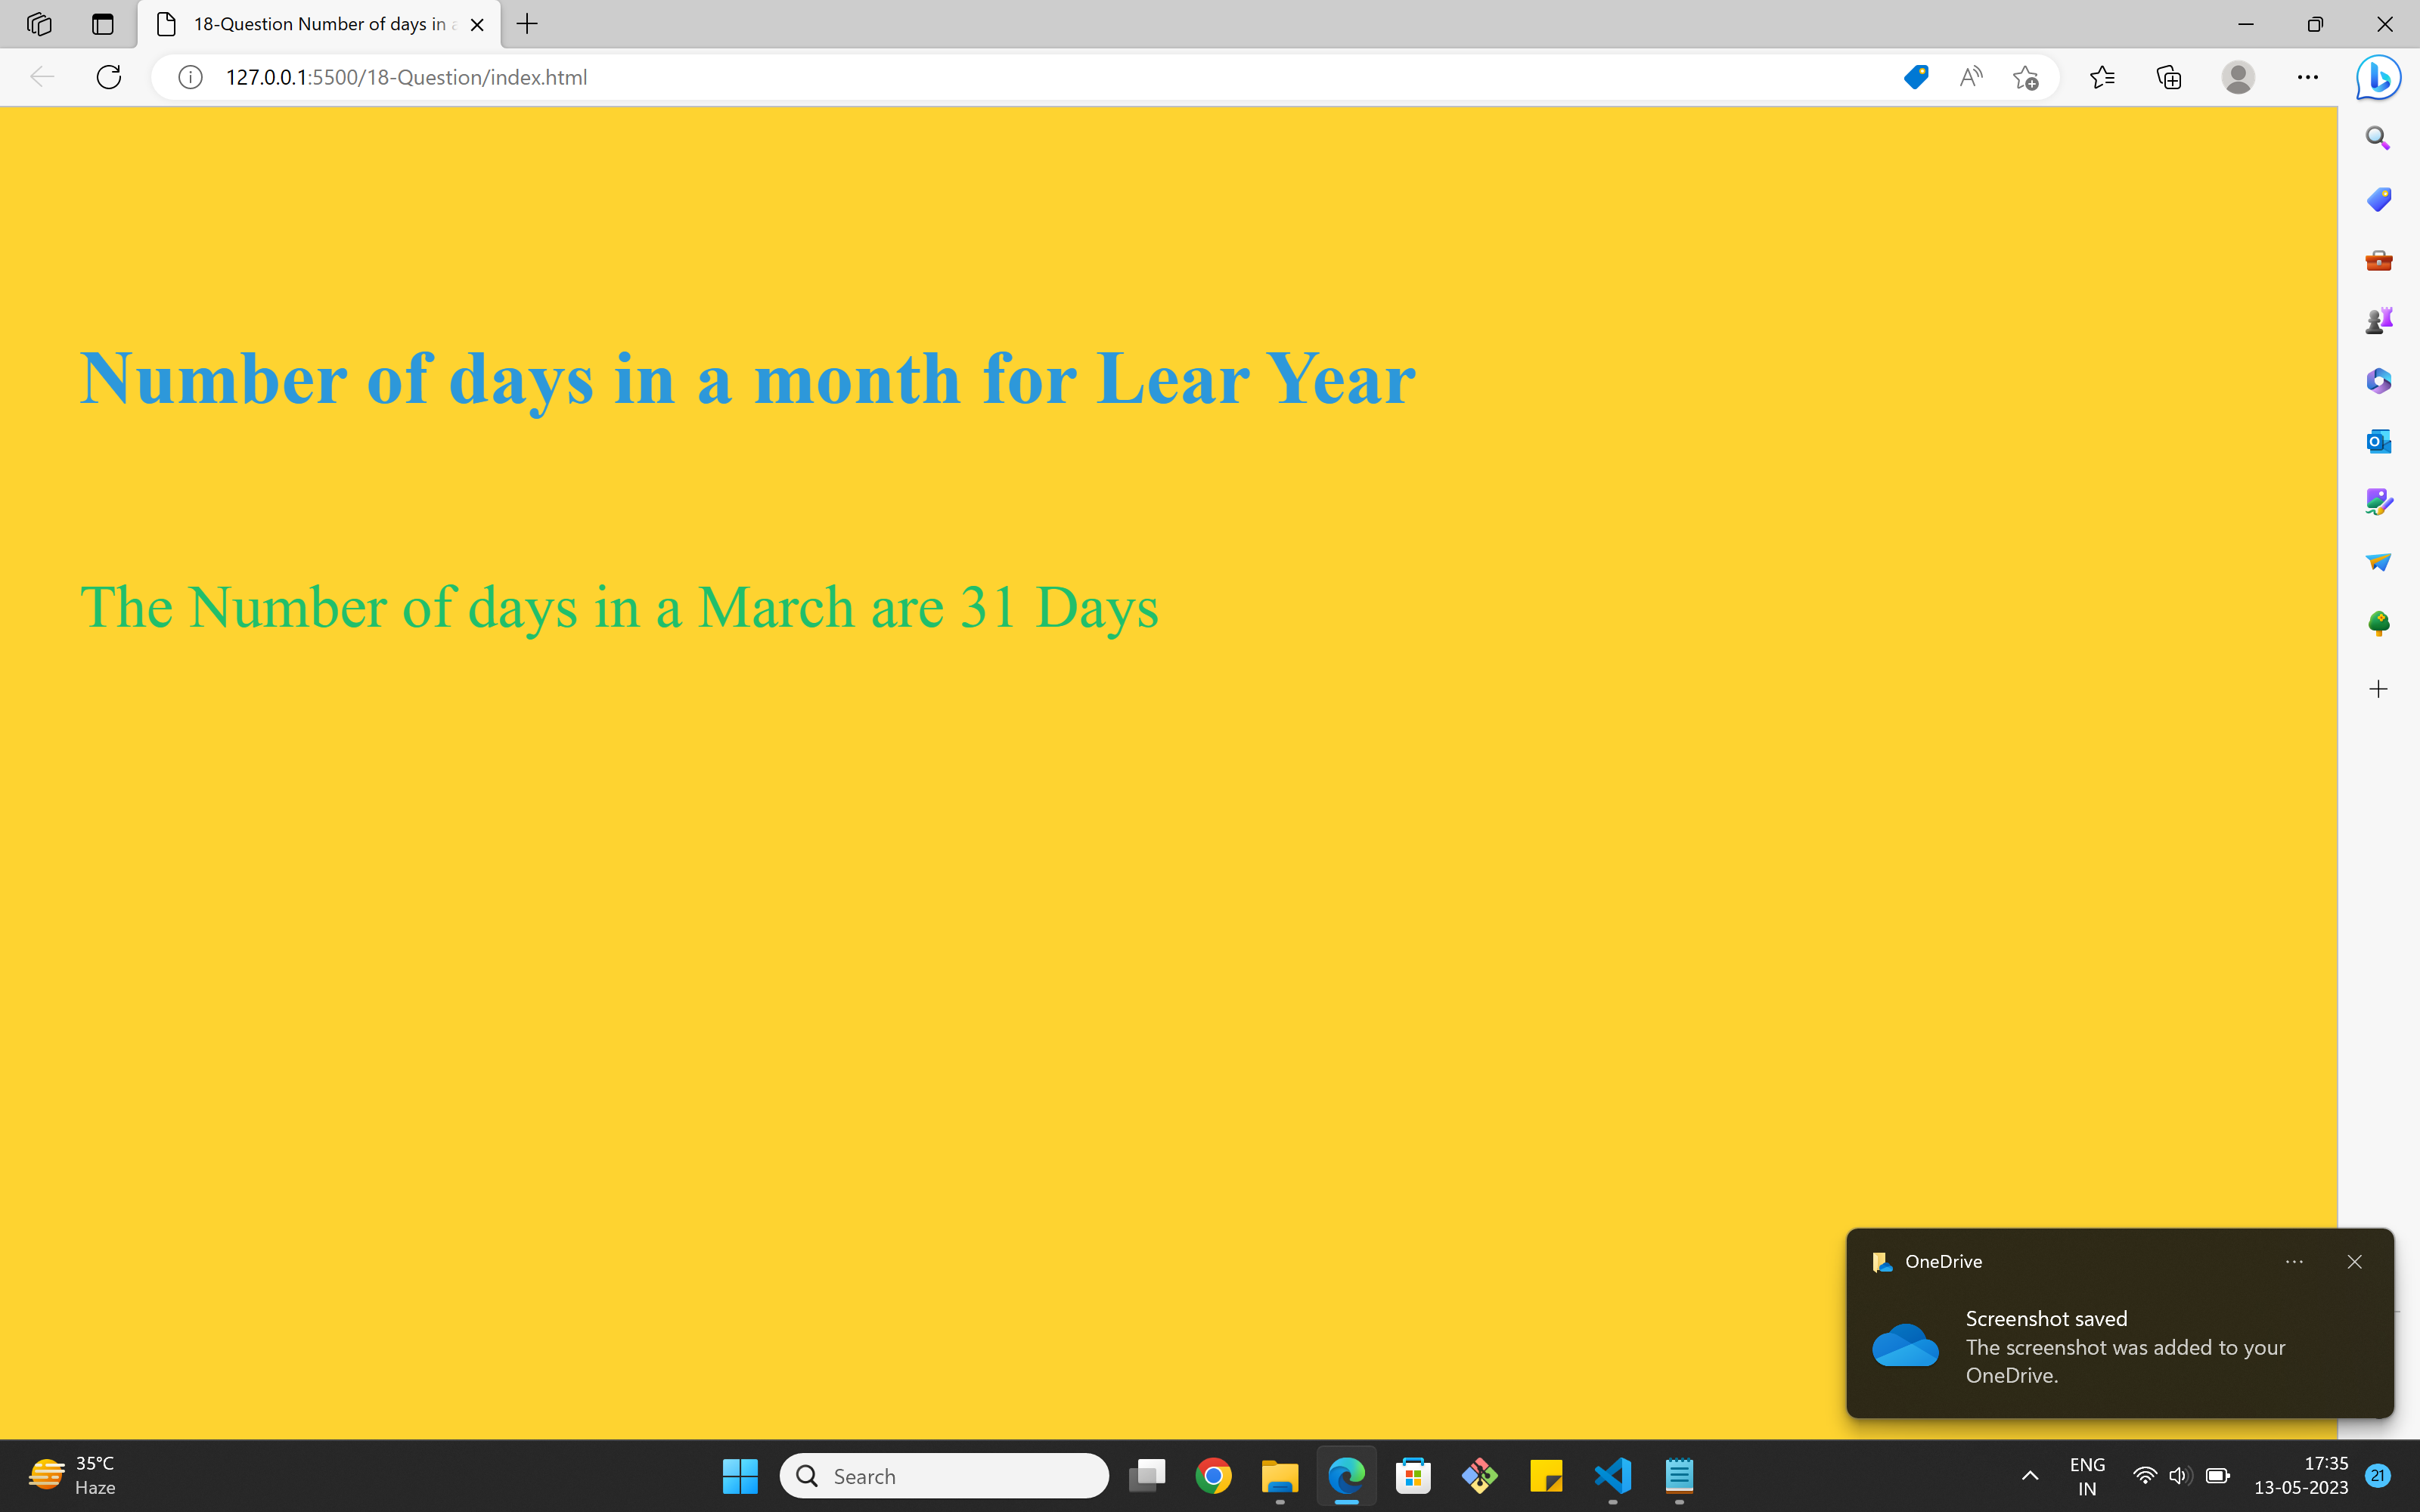 18-Question Number of days in a
127.0.0.1:5500/18-Question/index.html
Number of days in a month for Lear Year
The Number of days in a March are 31 Days
OneDrive
Screenshot saved
The screenshot was added to your
OneDrive.
35°C
Haze
Search
ENG
IN
17:35
13-05-2023
21